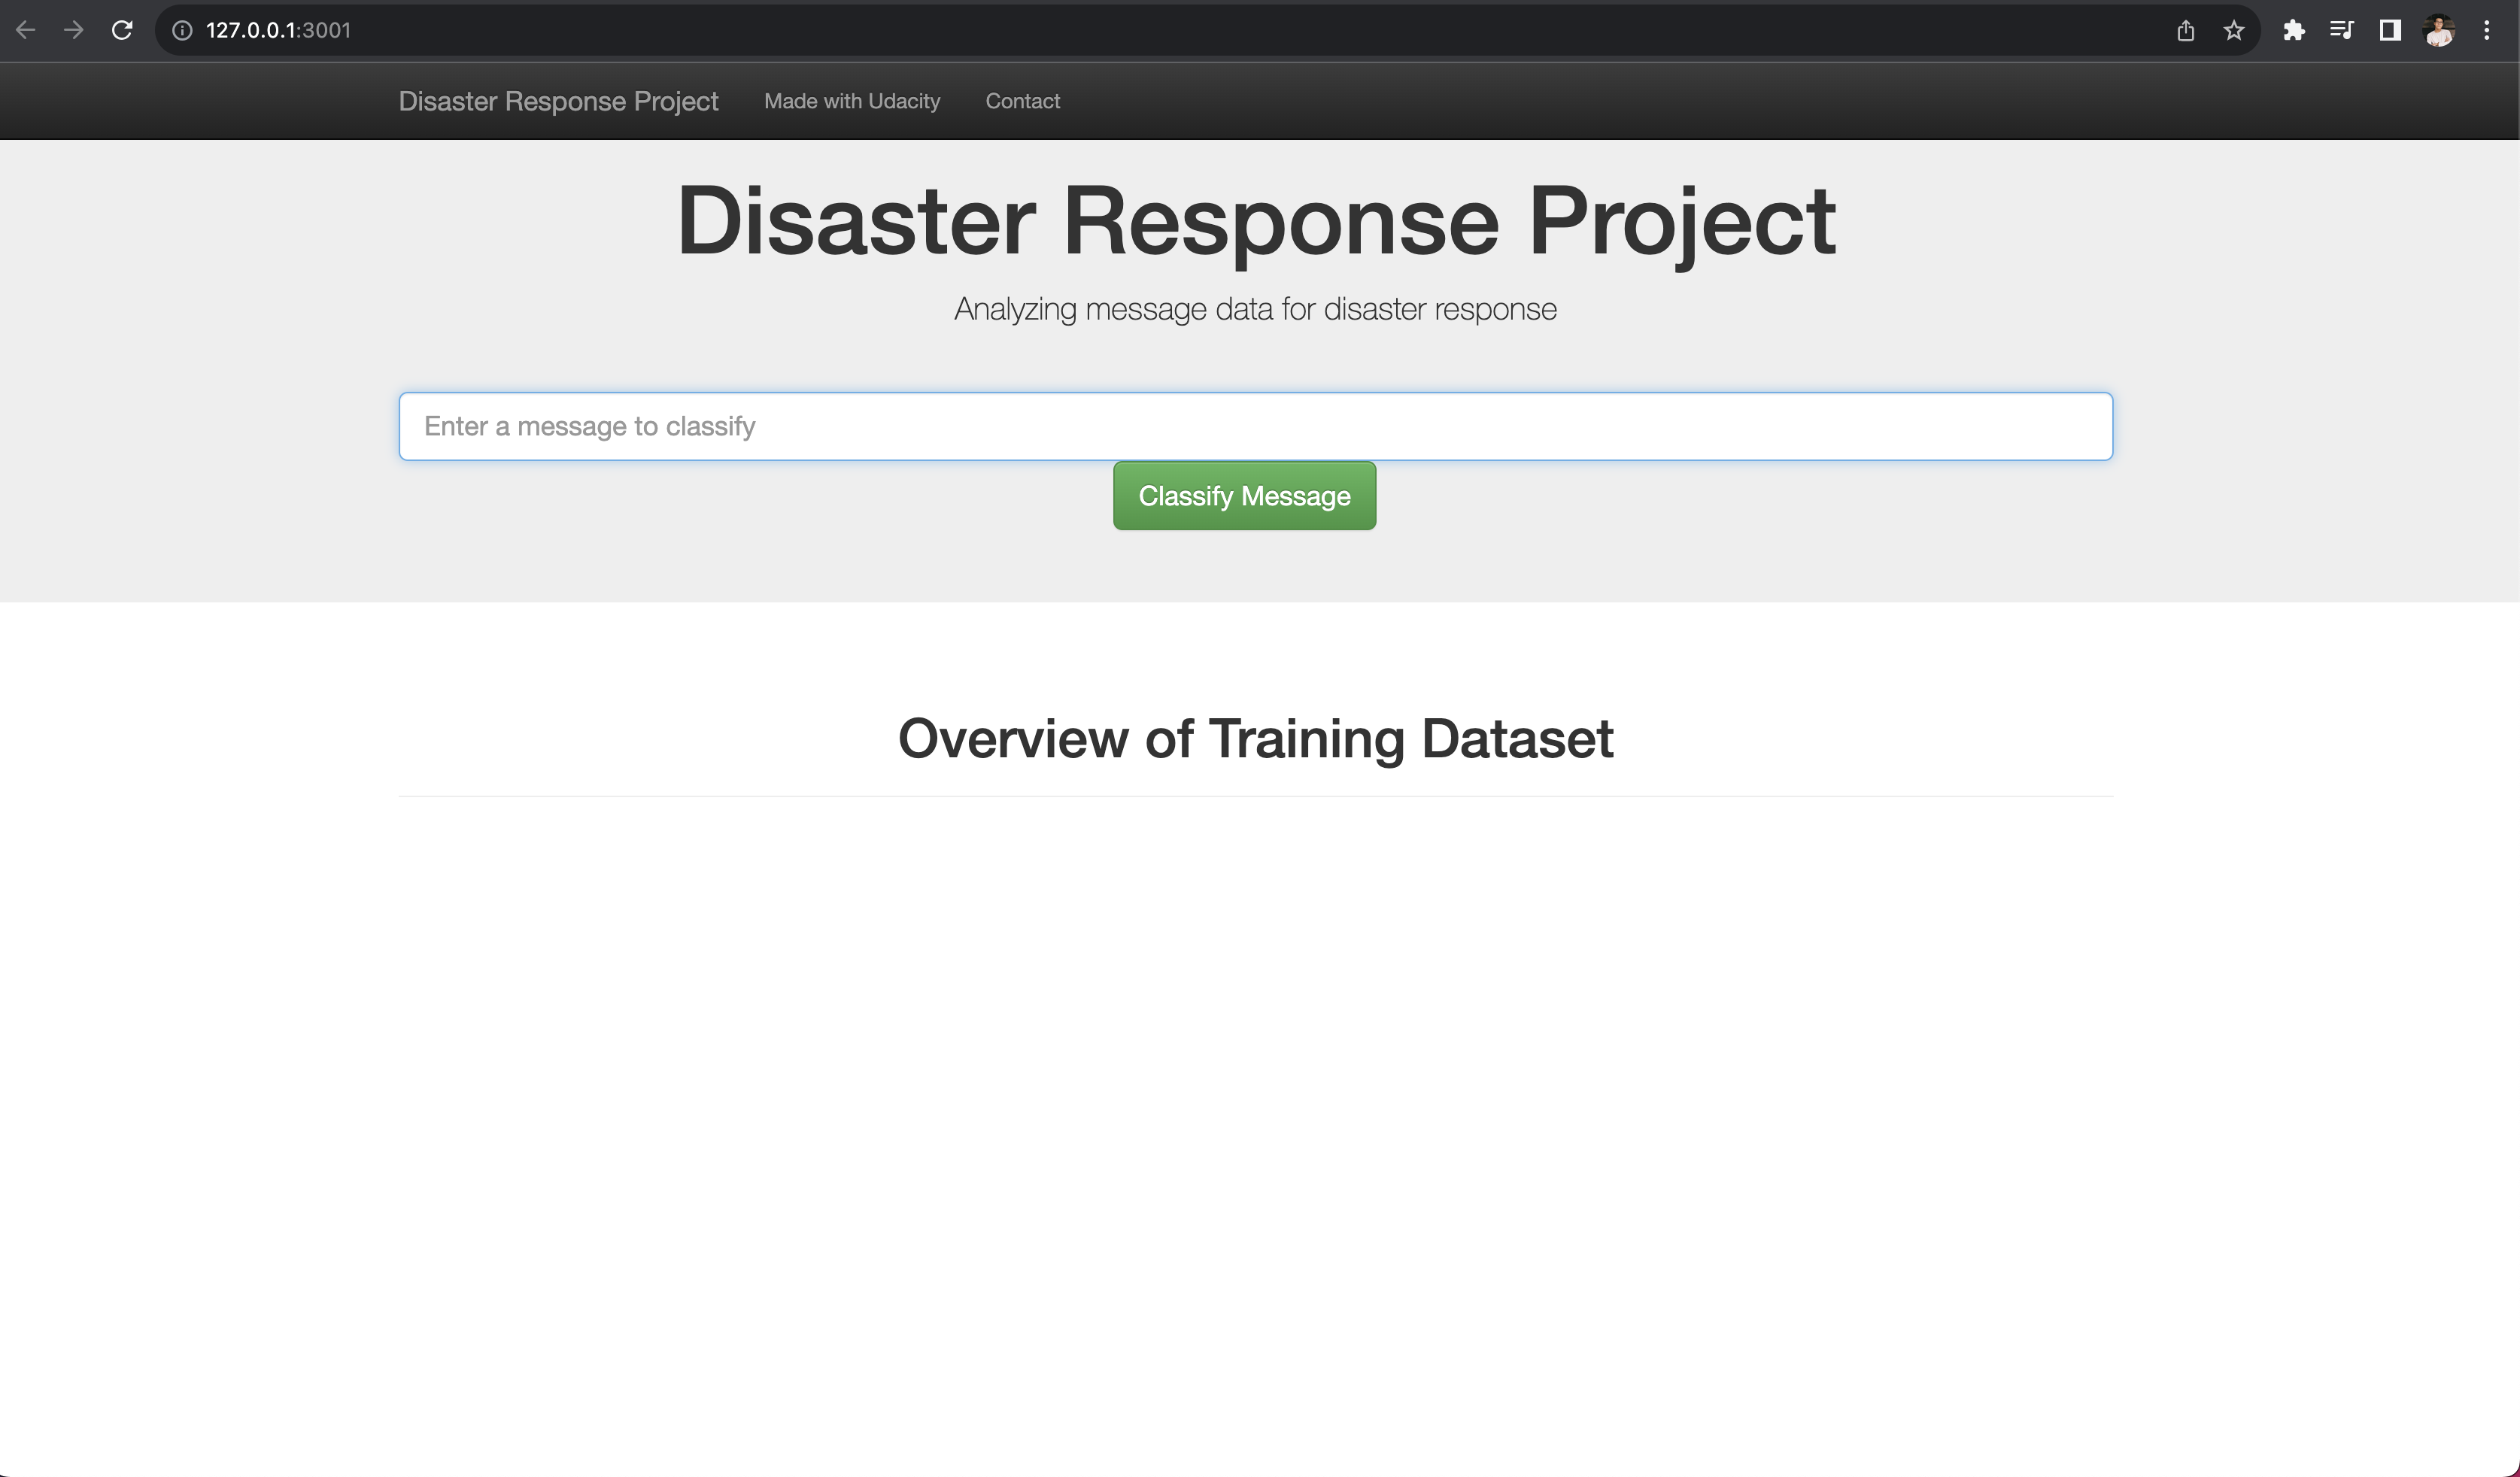 127.0.0.1:3001
Disaster Response Project Made with Udacity Contact
Disaster Response Project
Analyzing message data for disaster response
Enter a message to classify
Classify Message
Overview of Training Dataset